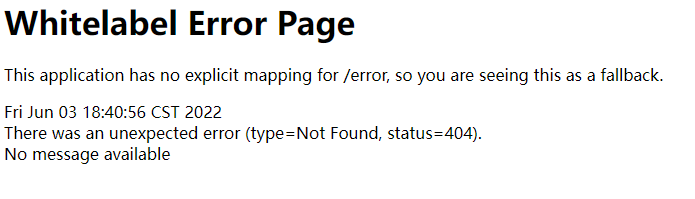 Whitelabel Error Page
This application has no explicit mapping for /error, so you are seeing this as a fallback.
Fri Jun 03 18:40:56 CST 2022
There was an unexpected error (type=Not Found, status=404).
No message available